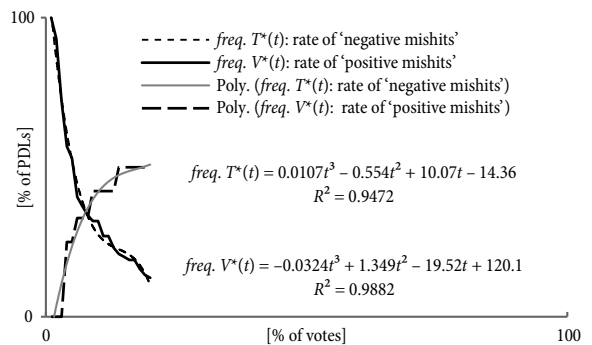 100
freq. T*(t): rate of ‘negative mishits’
freq. V*(t): rate of ‘positive mishits’
Poly. (freq. T*(t): rate of ‘negative mishits’)
Poly. (freq. V*(t):  rate of ‘positive mishits’)
[% of PDLs]
freq. T*(t) = 0.0107t³ – 0.554t² + 10.07t – 14.36
R² = 0.9472
freq. V*(t) = –0.0324t³ + 1.349t² – 19.52t + 120.1
R² = 0.9882
0
0 [% of votes] 100